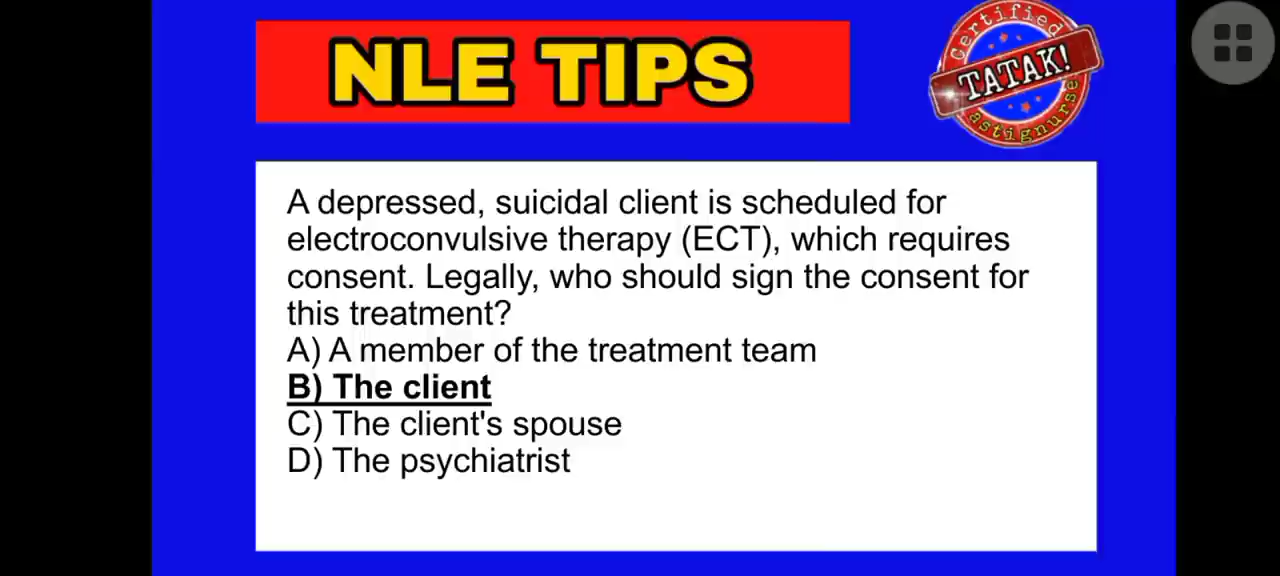 NLE TIPS
Certified
TATAK!
astignurse
A depressed, suicidal client is scheduled for
electroconvulsive therapy (ECT), which requires
consent. Legally, who should sign the consent for
this treatment?
A) A member of the treatment team
B) The client
C) The client's spouse
D) The psychiatrist